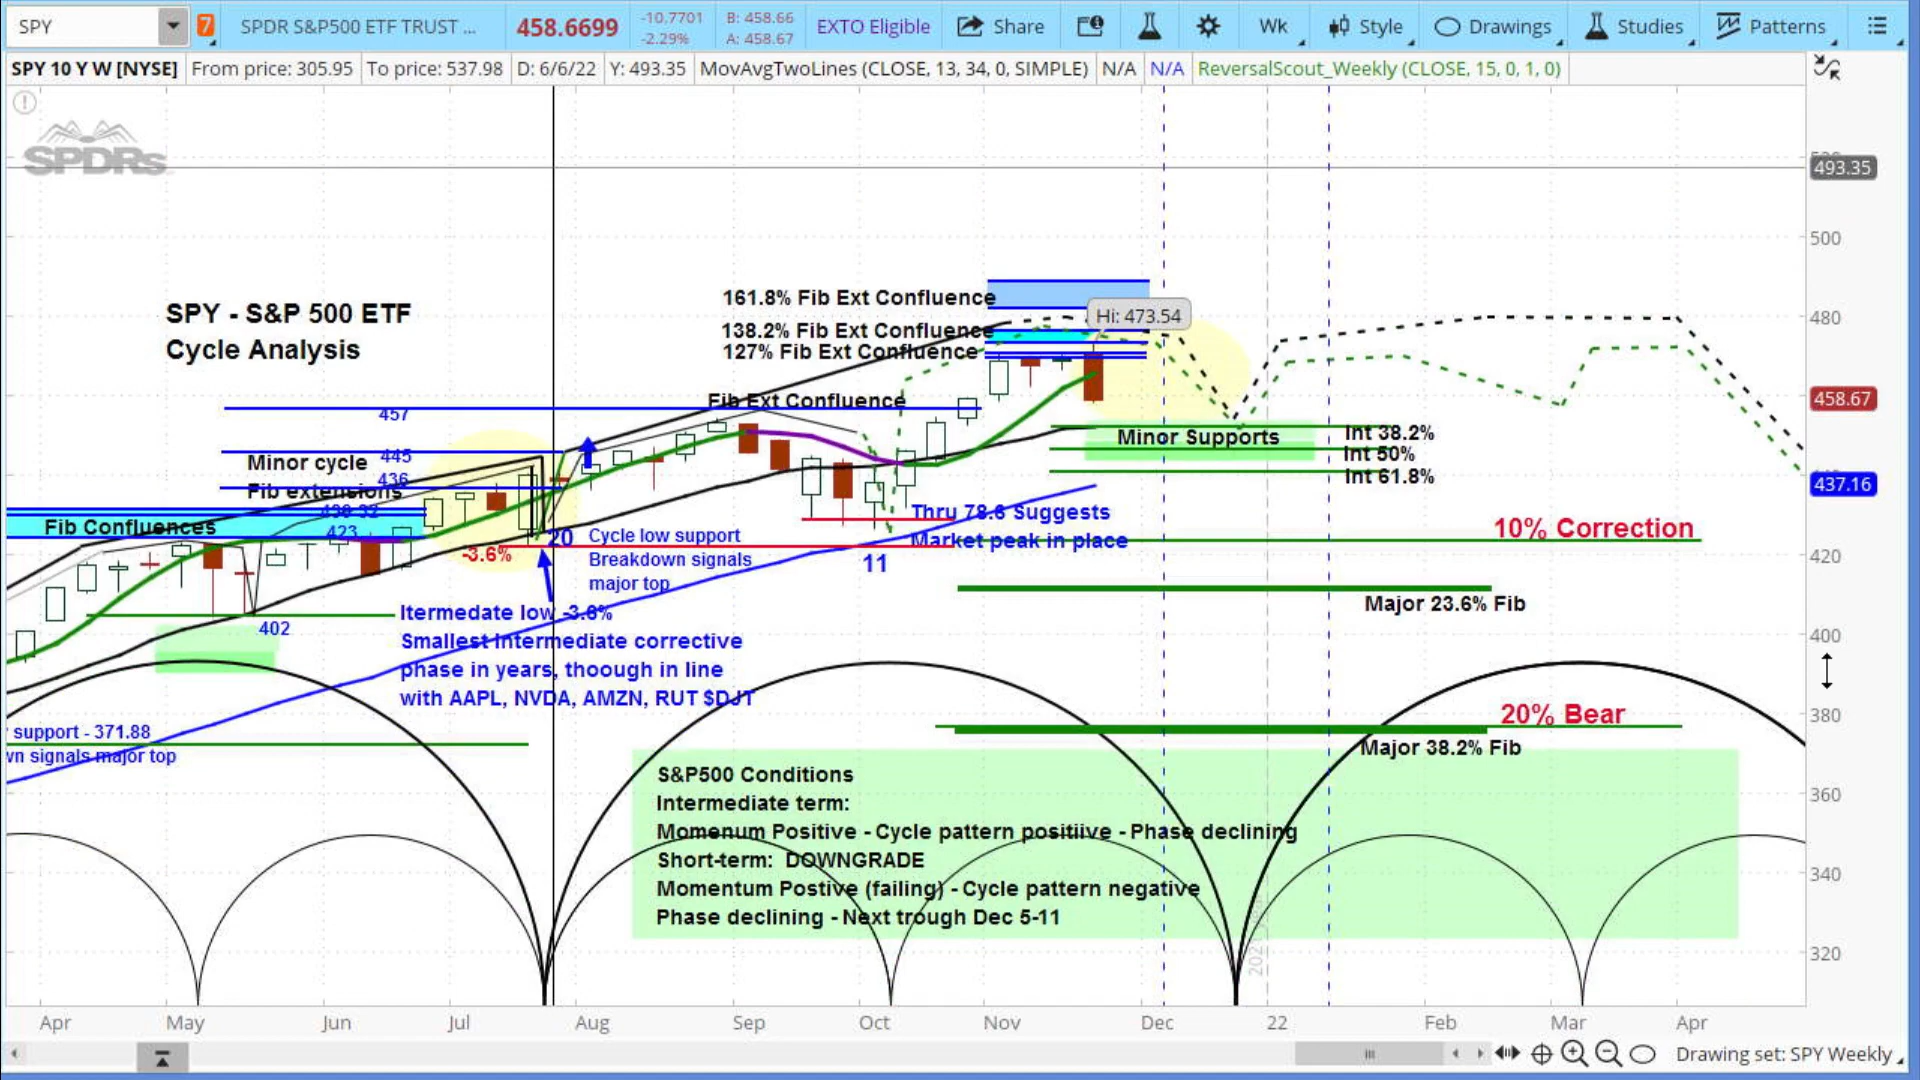 SPY
7
SPDR S&P500 ETF TRUST ...
458.6699
-10.7701
-2.29%
B: 458.66
A: 458.67
EXTO Eligible
Share
Wk
Style
Drawings
Studies
Patterns
SPY 10 Y W [NYSE]
From price: 305.95
To price: 537.98
D: 6/6/22
Y: 493.35
MovAvgTwoLines (CLOSE, 13, 34, 0, SIMPLE)
N/A
N/A
ReversalScout_Weekly (CLOSE, 15, 0, 1, 0)
SPDRs
493.35
500
480
458.67
437.16
420
400
380
360
340
320
SPY - S&P 500 ETF
Cycle Analysis
161.8% Fib Ext Confluence
138.2% Fib Ext Confluence
127% Fib Ext Confluence
Hi: 473.54
Fib Ext Confluence
457
445
436
Minor cycle
Fib extensions
423
Fib Confluences
-3.6%
20
Cycle low support
Breakdown signals
major top
11
Thru 78.6 Suggests
Market peak in place
Minor Supports
Int 38.2%
Int 50%
Int 61.8%
10% Correction
Major 23.6% Fib
402
Itermedate low -3.6%
Smallest intermediate corrective
phase in years, thoough in line
with AAPL, NVDA, AMZN, RUT $DJT
support - 371.88
vn signals major top
20% Bear
Major 38.2% Fib
S&P500 Conditions
Intermediate term:
Momenum Positive - Cycle pattern positiive - Phase declining
Short-term: DOWNGRADE
Momentum Postive (failing) - Cycle pattern negative
Phase declining - Next trough Dec 5-11
Apr
May
Jun
Jul
Aug
Sep
Oct
Nov
Dec
22
Feb
Mar
Apr
Drawing set: SPY Weekly